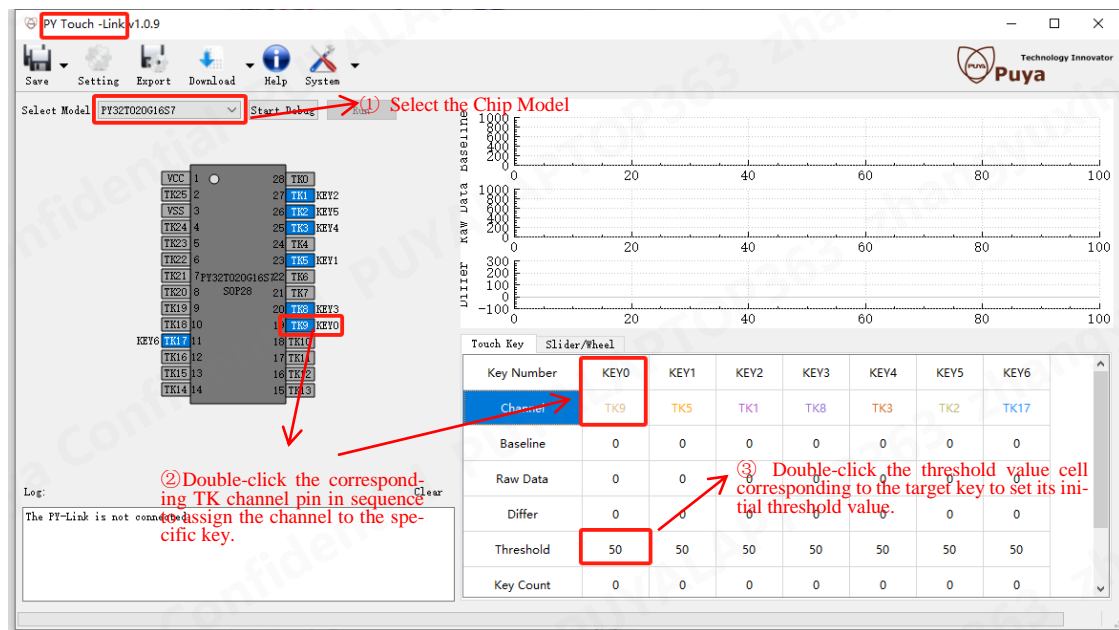 PY Touch -Link v1.0.9
Save
Setting
Export
Download
Help
System
Technology Innovator
Puya
Select Model PY32T020G16S7
Start Debug
Run
① Select the Chip Model
VCC 1
28 TK0
TK25 2
27 TK1 KEY2
VSS 3
26 TK2 KEY5
TK24 4
25 TK3 KEY4
TK23 5
24 TK4
TK22 6
23 TK5 KEY1
TK21 7
PY32T020G16S7
22 TK6
TK20 8
SOP28
21 TK7
TK19 9
20 TK8 KEY3
TK18 10
19 TK9 KEY0
KEY6 TK17 11
18 TK10
TK16 12
17 TK11
TK15 13
16 TK12
TK14 14
15 TK13
②Double-click the correspond-
ing TK channel pin in sequence
to assign the channel to the spe-
cific key.
Log:
Clear
The PY-Link is not connected.
Baseline
1000
800
600
400
200
0
0 20 40 60 80 100
Raw Data
1000
800
600
400
200
0
0 20 40 60 80 100
Differ
300
200
100
0
-100
0 20 40 60 80 100
Touch Key
Slider/Wheel
Key Number KEY0 KEY1 KEY2 KEY3 KEY4 KEY5 KEY6
Channel TK9 TK5 TK1 TK8 TK3 TK2 TK17
Baseline 0 0 0 0 0 0 0
Raw Data 0 0 0 0 0 0 0
Differ 0 0 0 0 0 0 0
Threshold 50 50 50 50 50 50 50
Key Count 0 0 0 0 0 0 0
③ Double-click the threshold value cell
corresponding to the target key to set its ini-
tial threshold value.